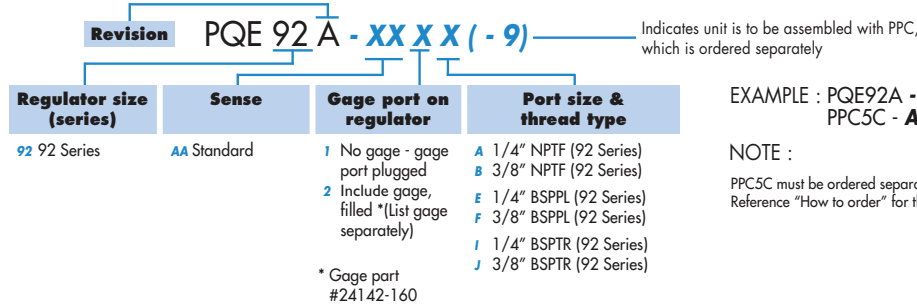 Revision
PQE 92 A - XX X X ( - 9)
Indicates unit is to be assembled with PPC,
which is ordered separately
Regulator size
(series)
92 92 Series
Sense
AA Standard
Gage port on
regulator
1 No gage - gage
port plugged
2 Include gage,
filled *(List gage
separately)
* Gage part
#24142-160
Port size &
thread type
A 1/4" NPTF (92 Series)
B 3/8" NPTF (92 Series)
E 1/4" BSPPL (92 Series)
F 3/8" BSPPL (92 Series)
I 1/4" BSPTR (92 Series)
J 3/8" BSPTR (92 Series)
EXAMPLE : PQE92A -
PPC5C - A
NOTE :
PPC5C must be ordered
Reference "How to order" for